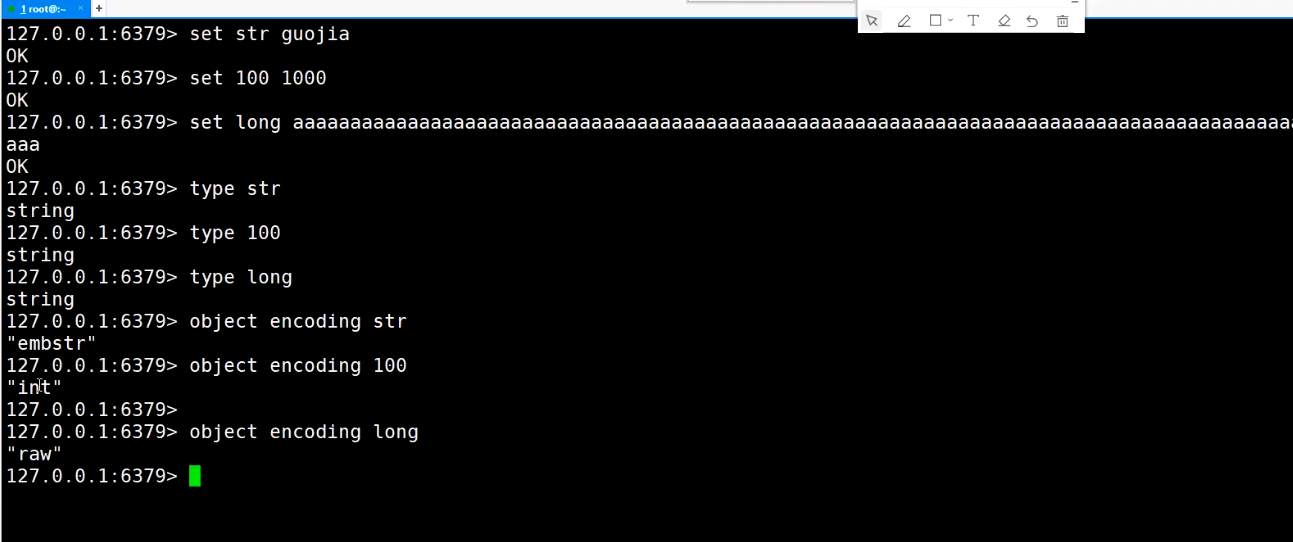 1 root@:~ × +
T
127.0.0.1:6379> set str guojia
OK
127.0.0.1:6379> set 100 1000
OK
127.0.0.1:6379> set long aaaaaaaaaaaaaaaaaaaaaaaaaaaaaaaaaaaaaaaaaaaaaaaaaaaaaaaaaaaaaaaaaaaaaaaaaaaaaaaaaaaaaaaa
aaa
OK
127.0.0.1:6379> type str
string
127.0.0.1:6379> type 100
string
127.0.0.1:6379> type long
string
127.0.0.1:6379> object encoding str
"embstr"
127.0.0.1:6379> object encoding 100
"int"
127.0.0.1:6379>
127.0.0.1:6379> object encoding long
"raw"
127.0.0.1:6379>